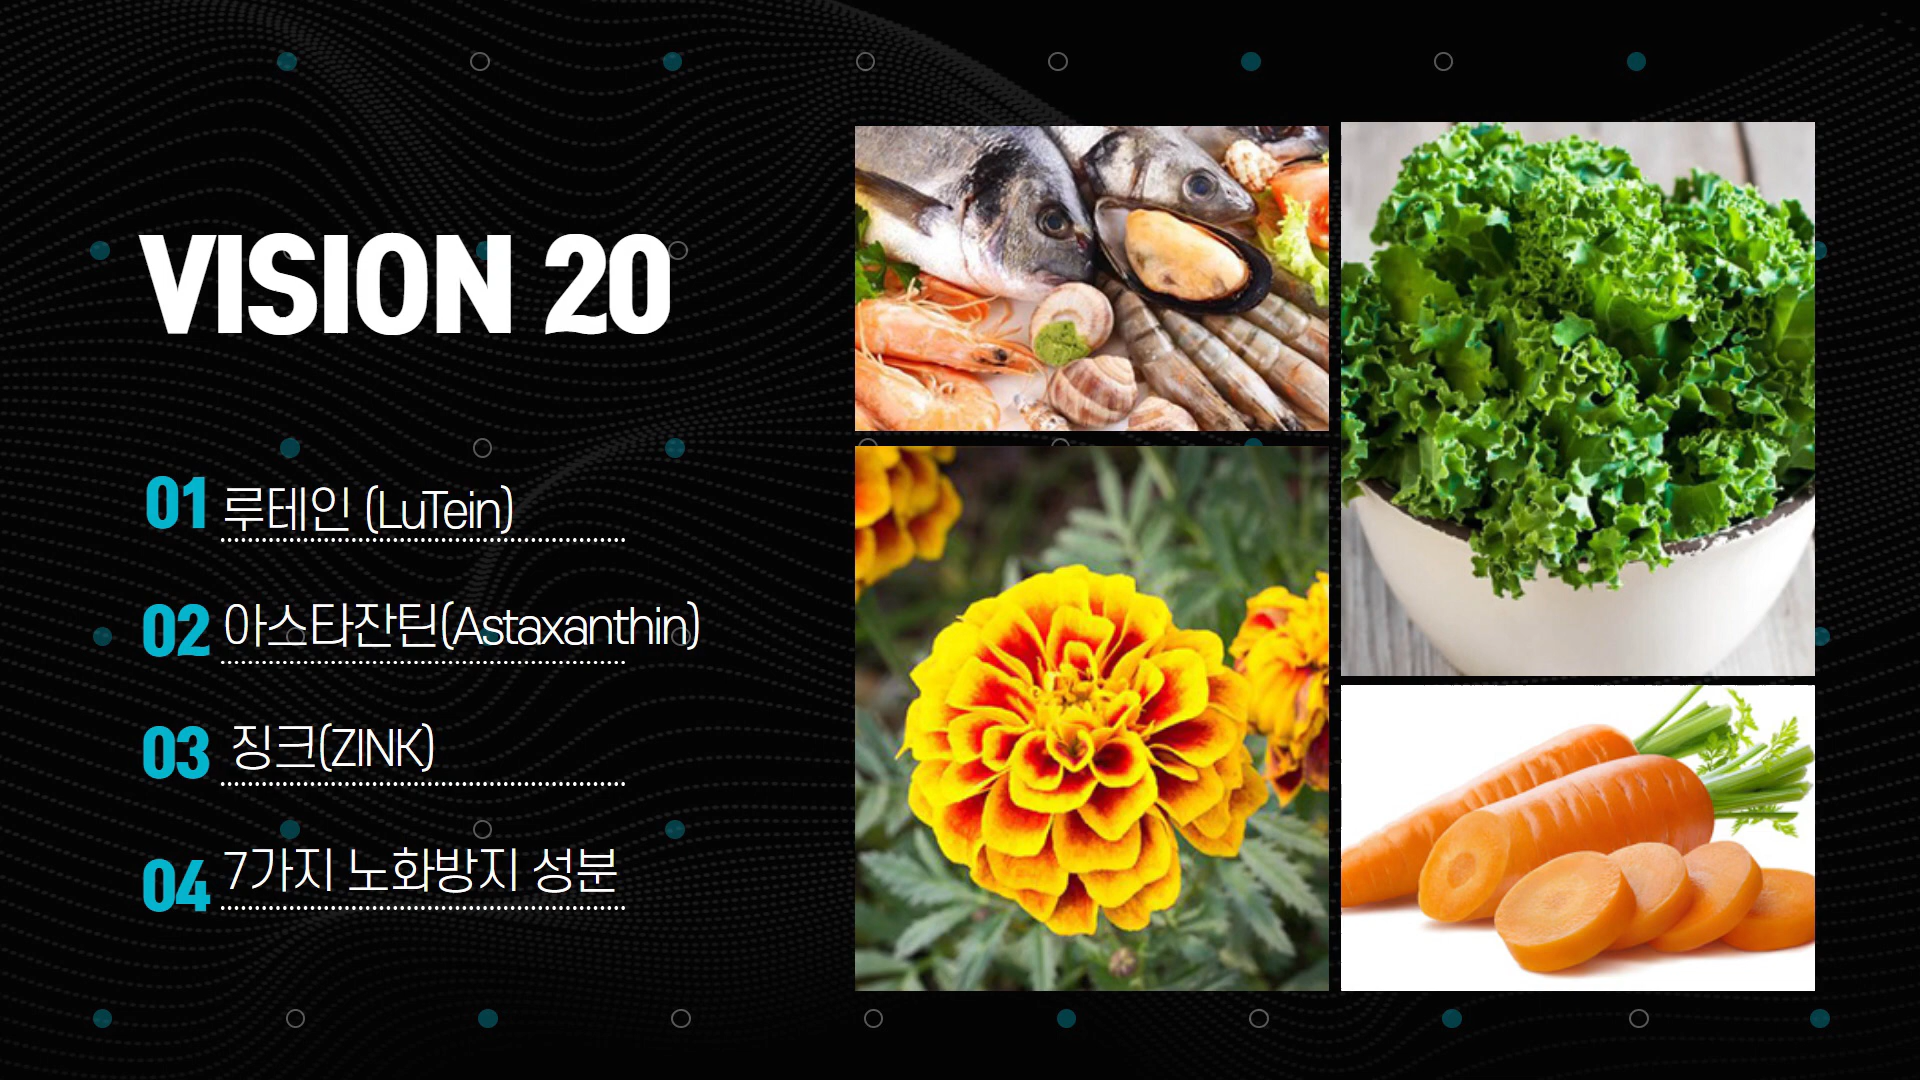 VISION 20
01 루테인 (LuTein)
02 아스타잔틴(Astaxanthin)
03 징크(ZINK)
04 7가지 노화방지 성분